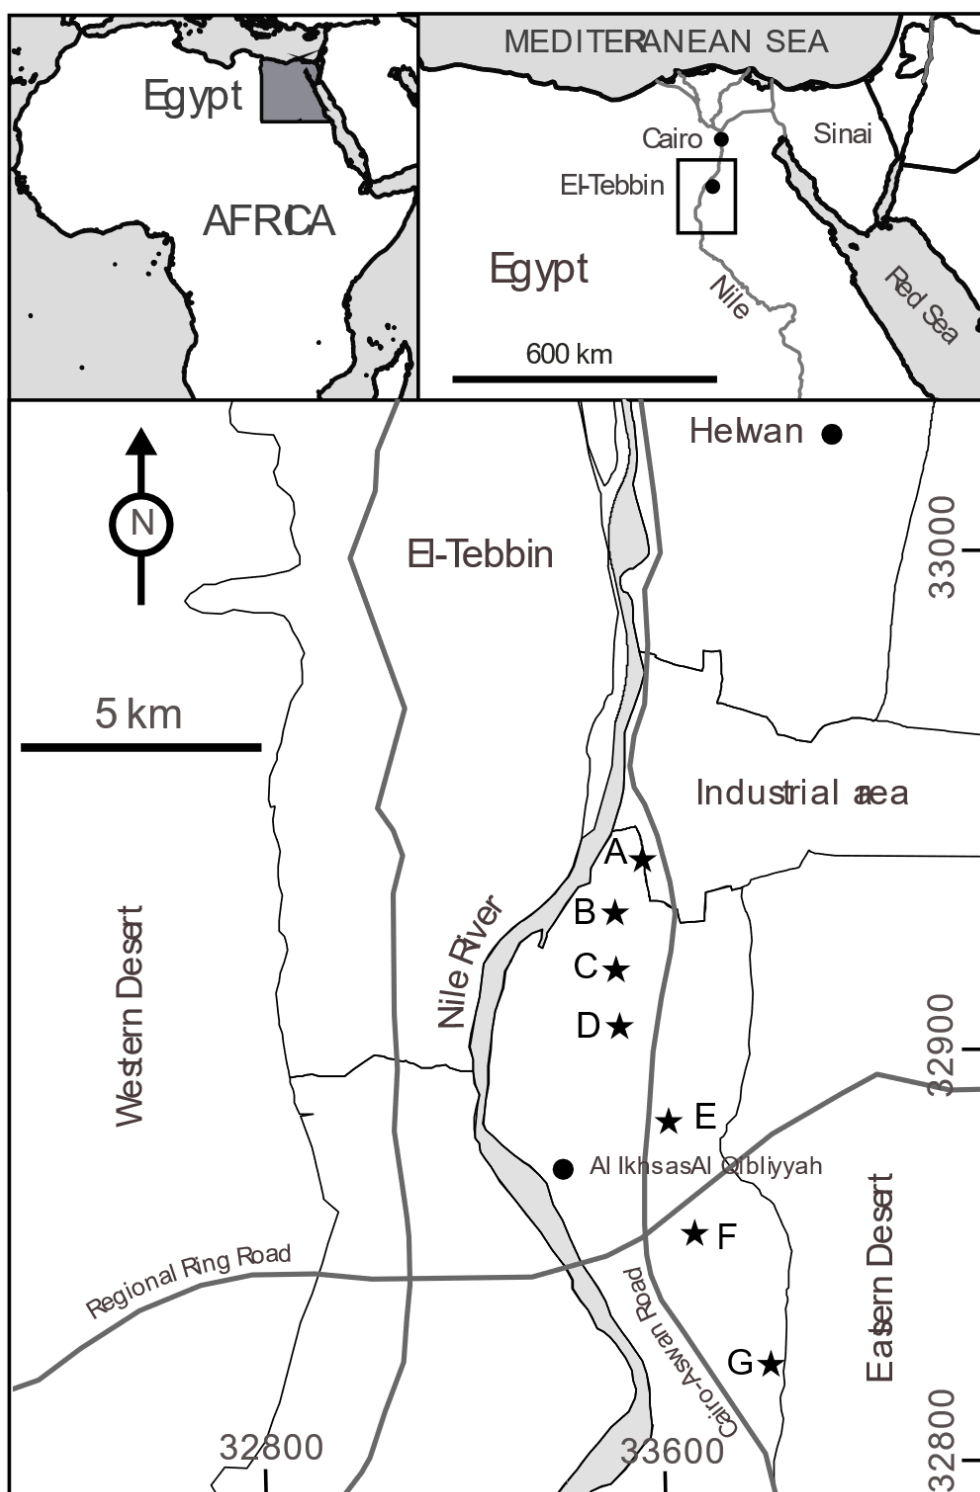 MEDITERRANEAN SEA
Egypt
AFRICA
Cairo
Sinai
El-Tebbin
Egypt
Nile
Red Sea
600 km
Helwan
N
El-Tebbin
33000
5 km
Industrial area
A
B
C
D
Nile River
Western Desert
32900
E
Al Ikhsas Al Qibliyyah
F
Eastern Desert
Regional Ring Road
Cairo-Aswan Road
G
32800
33600
32800